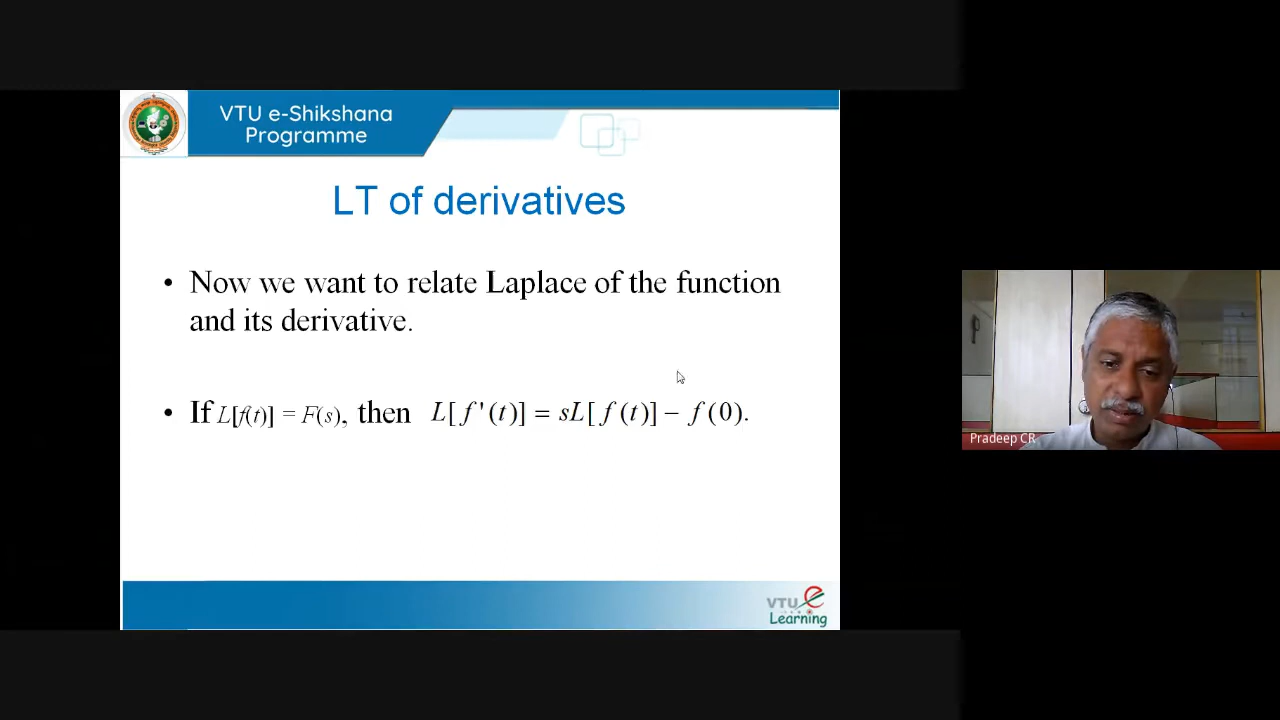 VTU e-Shikshana
Programme
LT of derivatives
• Now we want to relate Laplace of the function
and its derivative.
• If L[f(t)] = F(s), then L[f'(t)] = sL[f(t)] − f(0).
Pradeep CR
VTU e
Learning